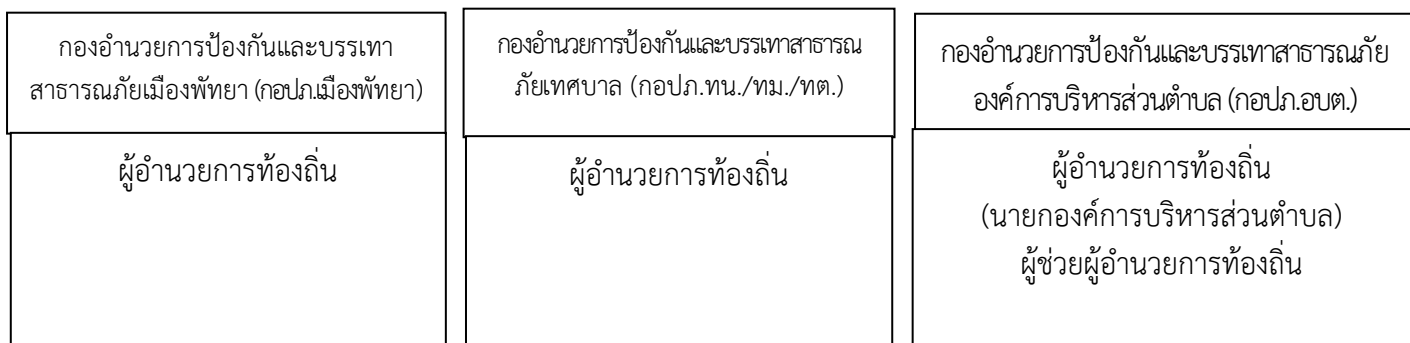 กองอำนวยการป้องกันและบรรเทา
สาธารณภัยเมืองพัทยา (กอปภ.เมืองพัทยา)
ผู้อำนวยการท้องถิ่น
กองอำนวยการป้องกันและบรรเทาสาธารณ
ภัยเทศบาล (กอปภ.ทน./ทม./ทต.)
ผู้อำนวยการท้องถิ่น
กองอำนวยการป้องกันและบรรเทาสาธารณภัย
องค์การบริหารส่วนตำบล (กอปภ.อบต.)
ผู้อำนวยการท้องถิ่น
(นายกองค์การบริหารส่วนตำบล)
ผู้ช่วยผู้อำนวยการท้องถิ่น